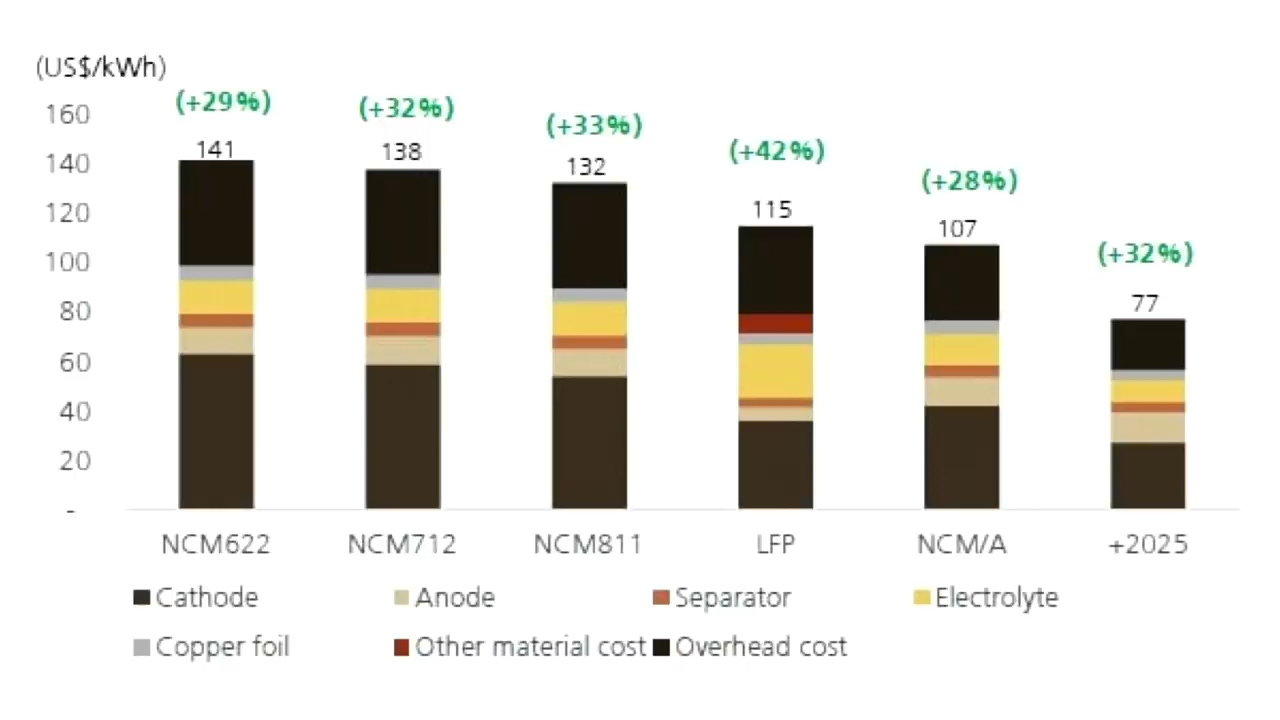 (US$/kWh)
(+29%) (+32%) (+33%) (+42%) (+28%) (+32%)
141 138 132 115 107 77
160
140
120
100
80
60
40
20
-
NCM622 NCM712 NCM811 LFP NCM/A +2025
Cathode Anode Separator Electrolyte
Copper foil Other material cost Overhead cost